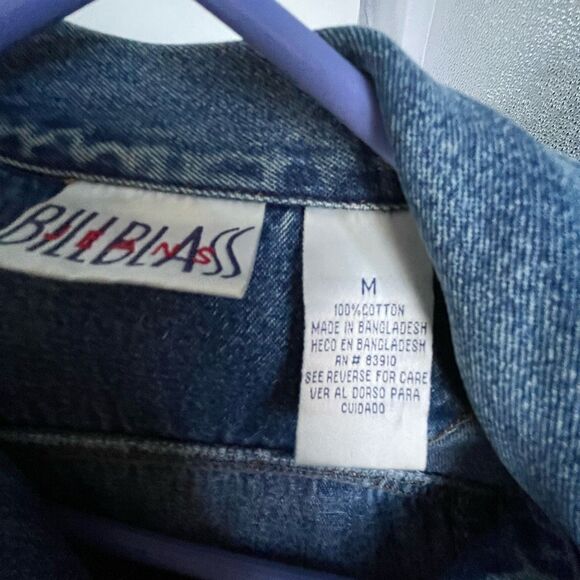 BILLBLASS
JEANS
M
100% COTTON
MADE IN BANGLADESH
HECO EN BANGLADESH
RN # 83910
SEE REVERSE FOR CARE
VER AL DORSO PARA
CUIDADO